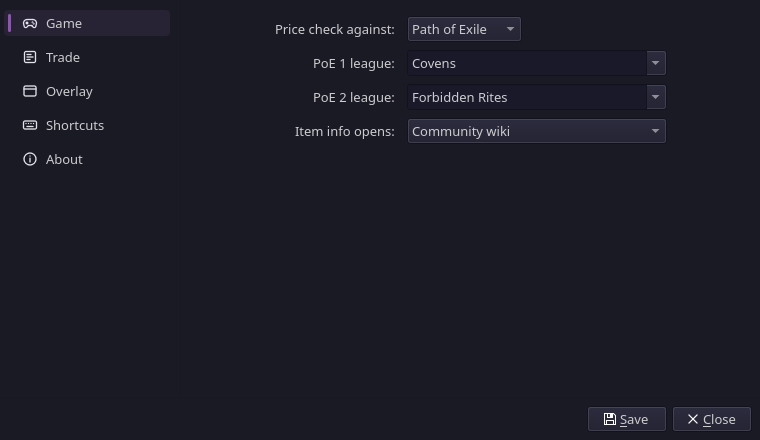 Game
Trade
Overlay
Shortcuts
About
Price check against: Path of Exile
PoE 1 league: Covens
PoE 2 league: Forbidden Rites
Item info opens: Community wiki
Save Close